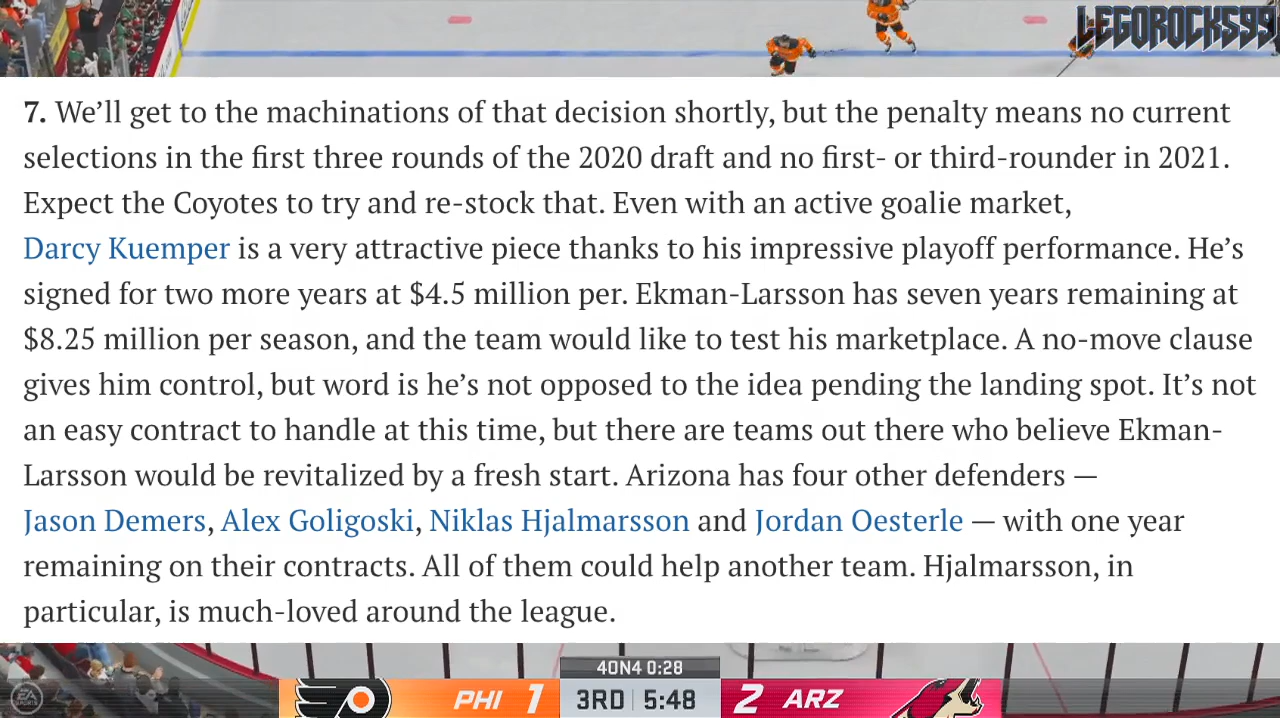 LEGOROCKS99
7. We’ll get to the machinations of that decision shortly, but the penalty means no current
selections in the first three rounds of the 2020 draft and no first- or third-rounder in 2021.
Expect the Coyotes to try and re-stock that. Even with an active goalie market,
Darcy Kuemper is a very attractive piece thanks to his impressive playoff performance. He’s
signed for two more years at $4.5 million per. Ekman-Larsson has seven years remaining at
$8.25 million per season, and the team would like to test his marketplace. A no-move clause
gives him control, but word is he’s not opposed to the idea pending the landing spot. It’s not
an easy contract to handle at this time, but there are teams out there who believe Ekman-
Larsson would be revitalized by a fresh start. Arizona has four other defenders —
Jason Demers, Alex Goligoski, Niklas Hjalmarsson and Jordan Oesterle — with one year
remaining on their contracts. All of them could help another team. Hjalmarsson, in
particular, is much-loved around the league.
4ON4 0:28
EA SPORTS PHI 1 3RD 5:48 2 ARZ